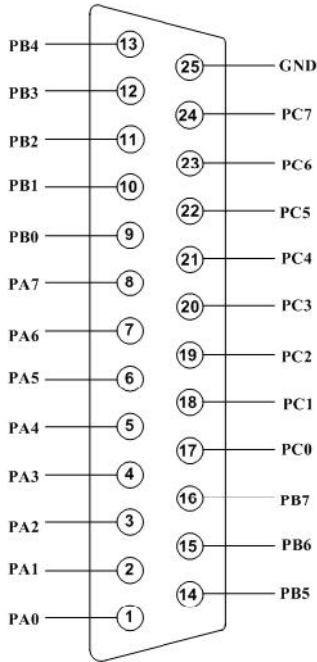 PB4 13
25 GND
PB3 12
24 PC7
PB2 11
23 PC6
PB1 10
22 PC5
PB0 9
21 PC4
PA7 8
20 PC3
PA6 7
19 PC2
PA5 6
18 PC1
PA4 5
17 PC0
PA3 4
16 PB7
PA2 3
15 PB6
PA1 2
14 PB5
PA0 1